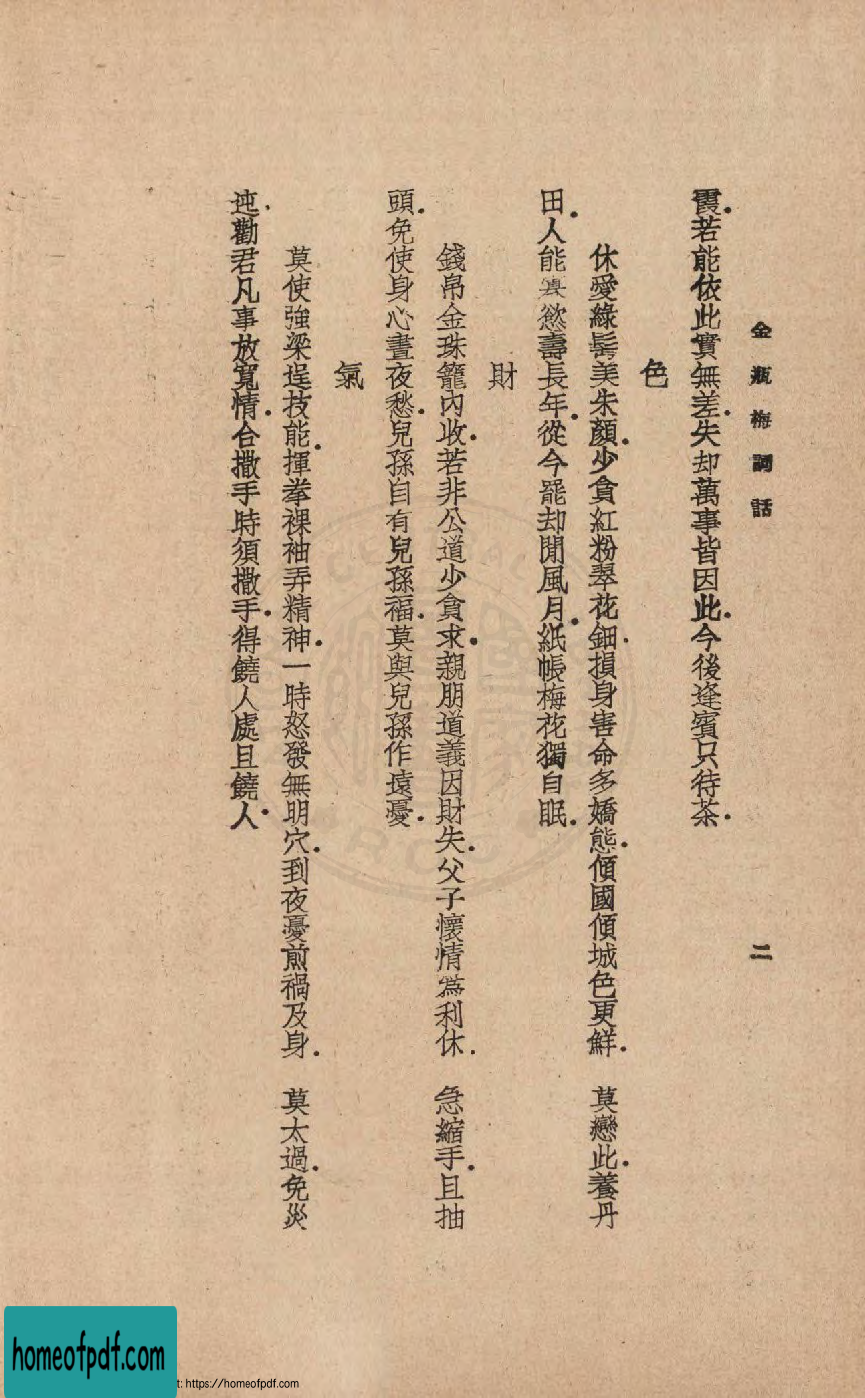 金瓶梅詞話
二
霞若能依此實無差失却萬事皆因此今後逢賓只待茶
色
休愛綠髩美朱顏少貪紅粉翠花鈿損身害命多嬌態傾國傾城色更鮮 莫戀此養丹
田人能寡慾壽長年從今罷却閒風月紙帳梅花獨自眠
財
錢帛金珠籠內收若非公道少貪求親朋道義因財失父子懷情爲利休 急縮手且抽
頭免使身心晝夜愁兒孫自有兒孫福莫與兒孫作遠憂
氣
莫使強梁逞技能揮拳裸袖弄精神一時怒發無明穴到夜憂煎禍及身 莫太過免災
迍勸君凡事放寬情合撒手時須撒手得饒人處且饒人
homeofpdf.com
t: https://homeofpdf.com